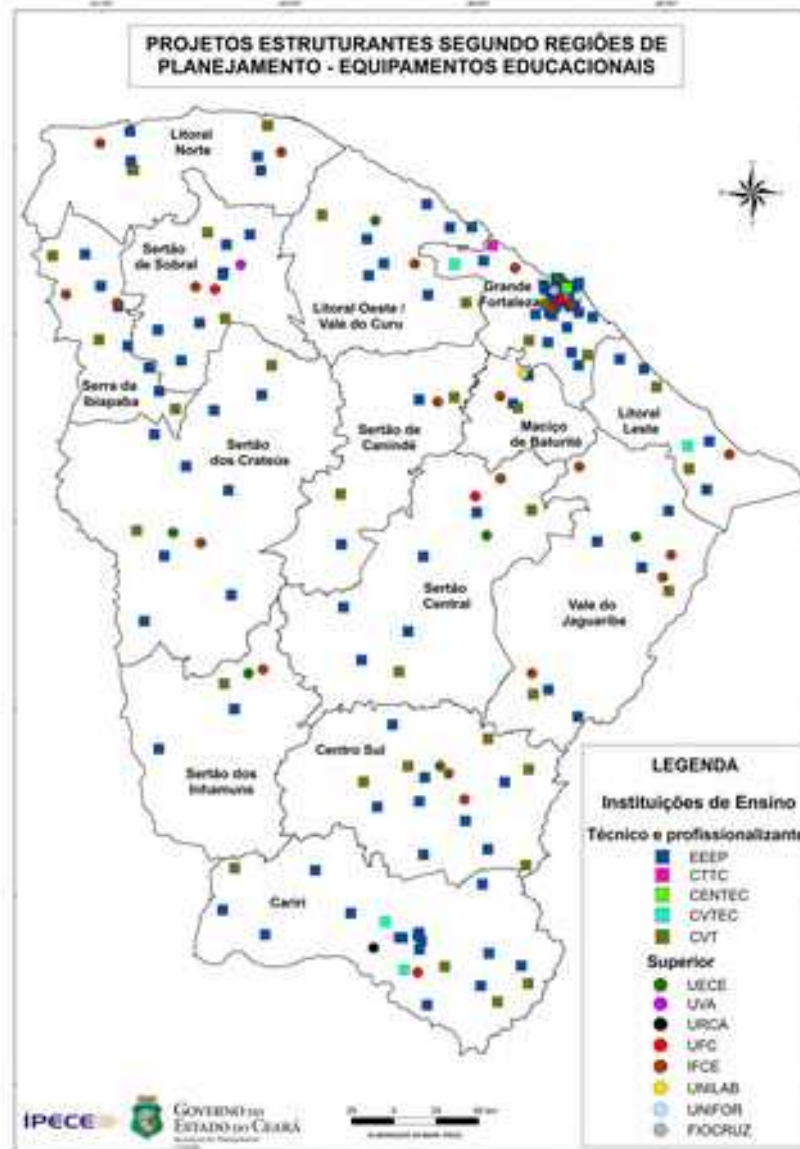 PROJETOS ESTRUTURANTES SEGUNDO REGIÕES DE
PLANEJAMENTO - EQUIPAMENTOS EDUCACIONAIS
Litoral
Norte
Sertão
de Sobral
Litoral Oeste /
Vale do Curu
Grande
Fortaleza
Serra da
Ibiapaba
Sertão
dos Crateús
Sertão de
Canindé
Maciço
de Baturité
Litoral
Leste
Sertão
Central
Vale do
Jaguaribe
Sertão dos
Inhamuns
Centro Sul
Cariri
LEGENDA
Instituições de Ensino
Técnico e profissionalizante
EEEP
CTTC
CENTEC
CVTEC
CVT
Superior
UECE
UVA
URCA
UFC
IFCE
UNILAB
UNIFOR
FIOCRUZ
IPECE
GOVERNO DO
ESTADO DO CEARÁ